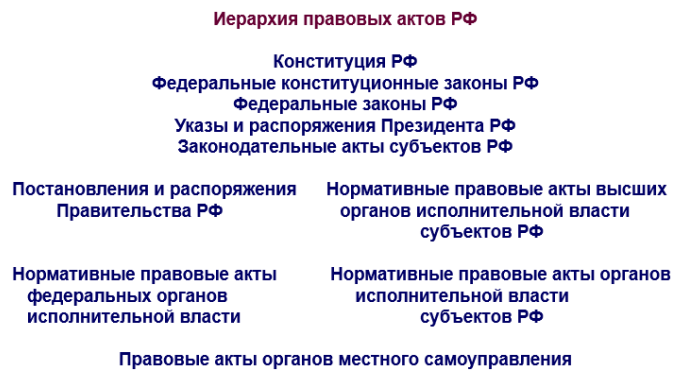 Иерархия правовых актов РФ
Конституция РФ
Федеральные конституционные законы РФ
Федеральные законы РФ
Указы и распоряжения Президента РФ
Законодательные акты субъектов РФ
Постановления и распоряжения
Правительства РФ
Нормативные правовые акты высших
органов исполнительной власти
субъектов РФ
Нормативные правовые акты
федеральных органов
исполнительной власти
Нормативные правовые акты органов
исполнительной власти
субъектов РФ
Правовые акты органов местного самоуправления